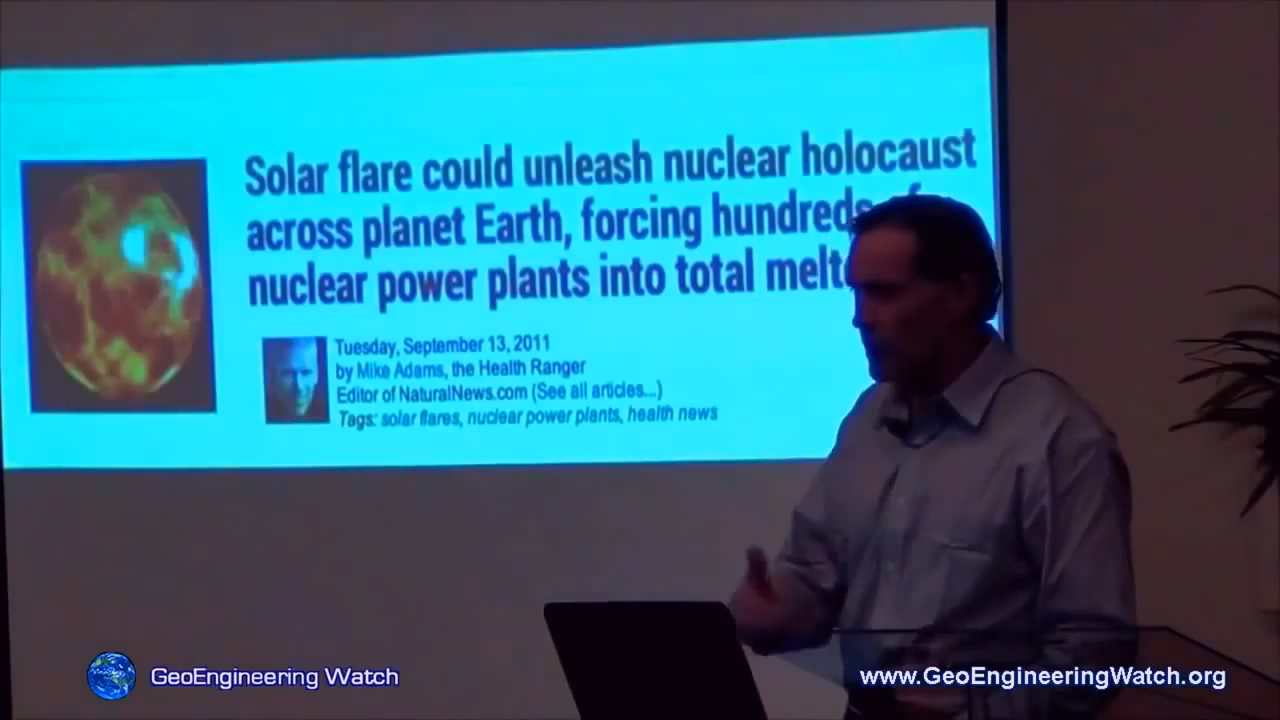 Solar flare could unleash nuclear holocaust
across planet Earth, forcing hundreds
nuclear power plants into total
Tuesday, September 13, 2011
by Mike Adams, the Health Ranger
Editor of NaturalNews.com (See all articles...)
Tags: solar flares, nuclear power plants, health news
GeoEngineering Watch
www.GeoEngineeringWatch.org